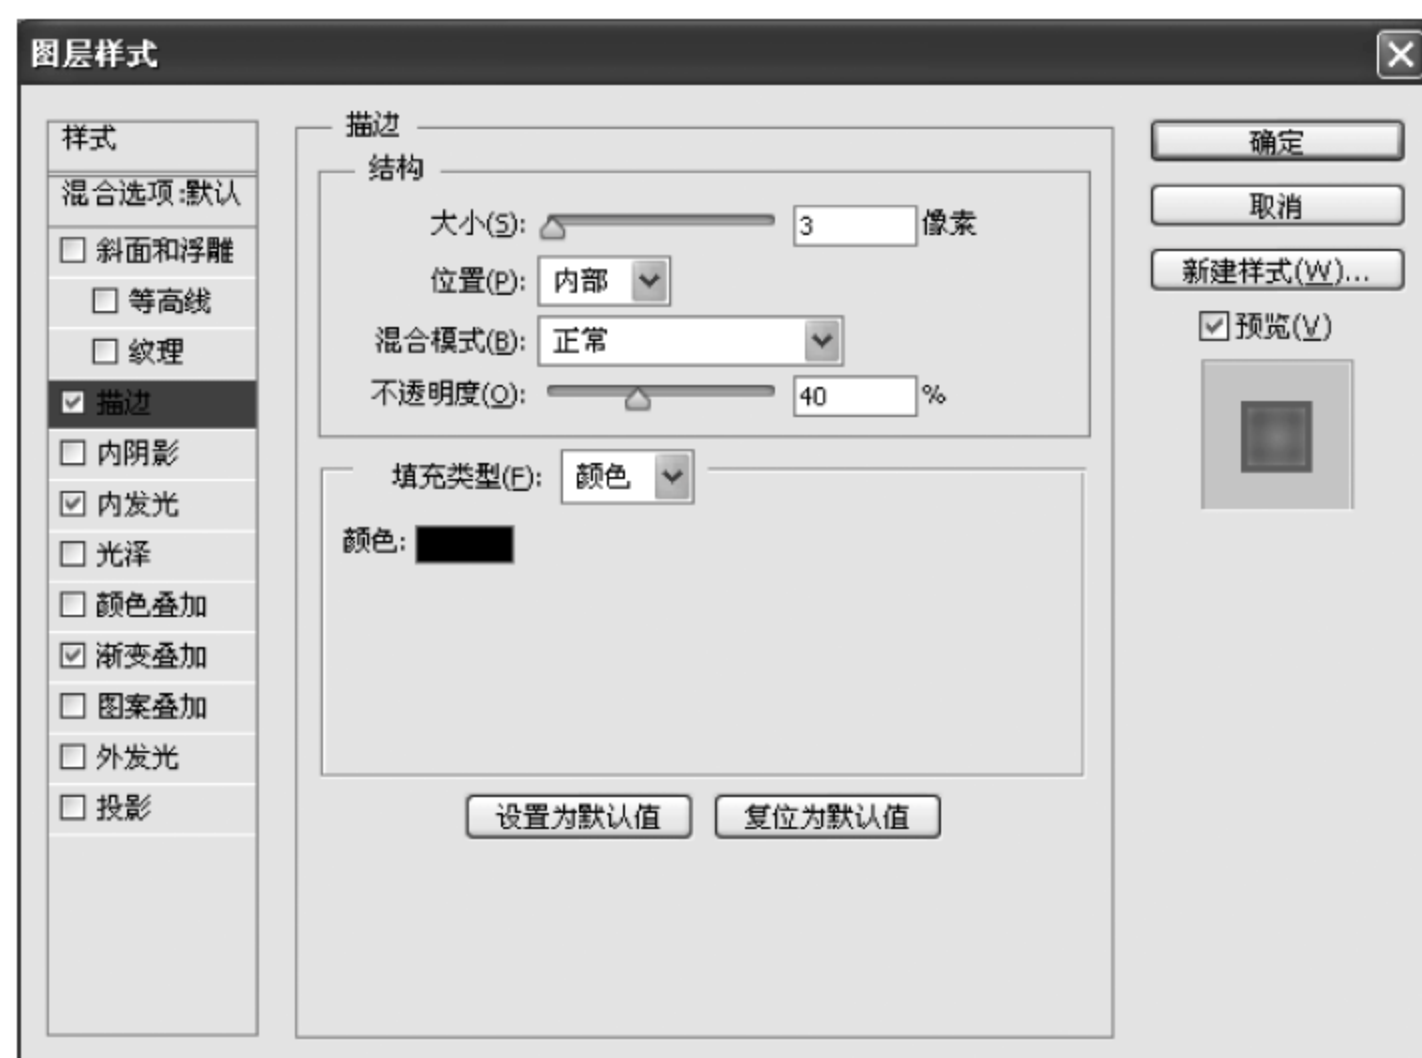 图层样式
样式
混合选项:默认
斜面和浮雕
等高线
纹理
描边
内阴影
内发光
光泽
颜色叠加
渐变叠加
图案叠加
外发光
投影
描边
结构
大小(S): 3 像素
位置(P): 内部
混合模式(B): 正常
不透明度(O): 40 %
填充类型(F): 颜色
颜色:
设置为默认值 复位为默认值
确定
取消
新建样式(W)...
预览(V)